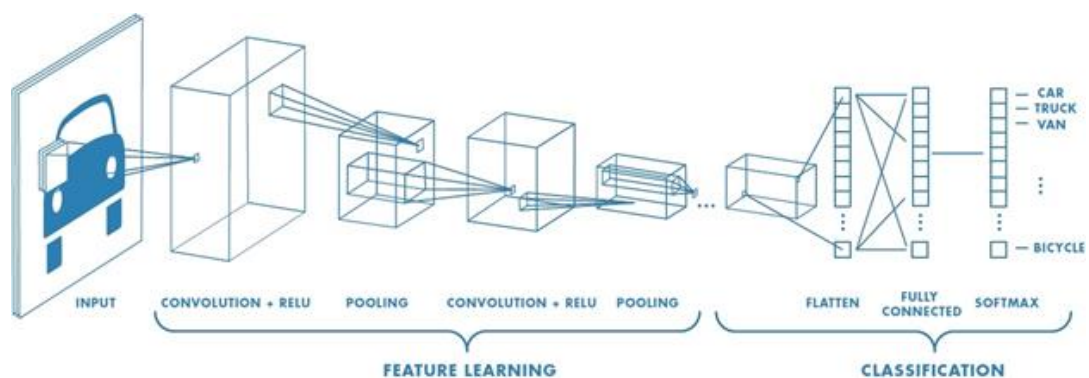 CAR
TRUCK
VAN
BICYCLE
INPUT
CONVOLUTION + RELU
POOLING
CONVOLUTION + RELU
POOLING
FLATTEN
FULLY
CONNECTED
SOFTMAX
FEATURE LEARNING
CLASSIFICATION